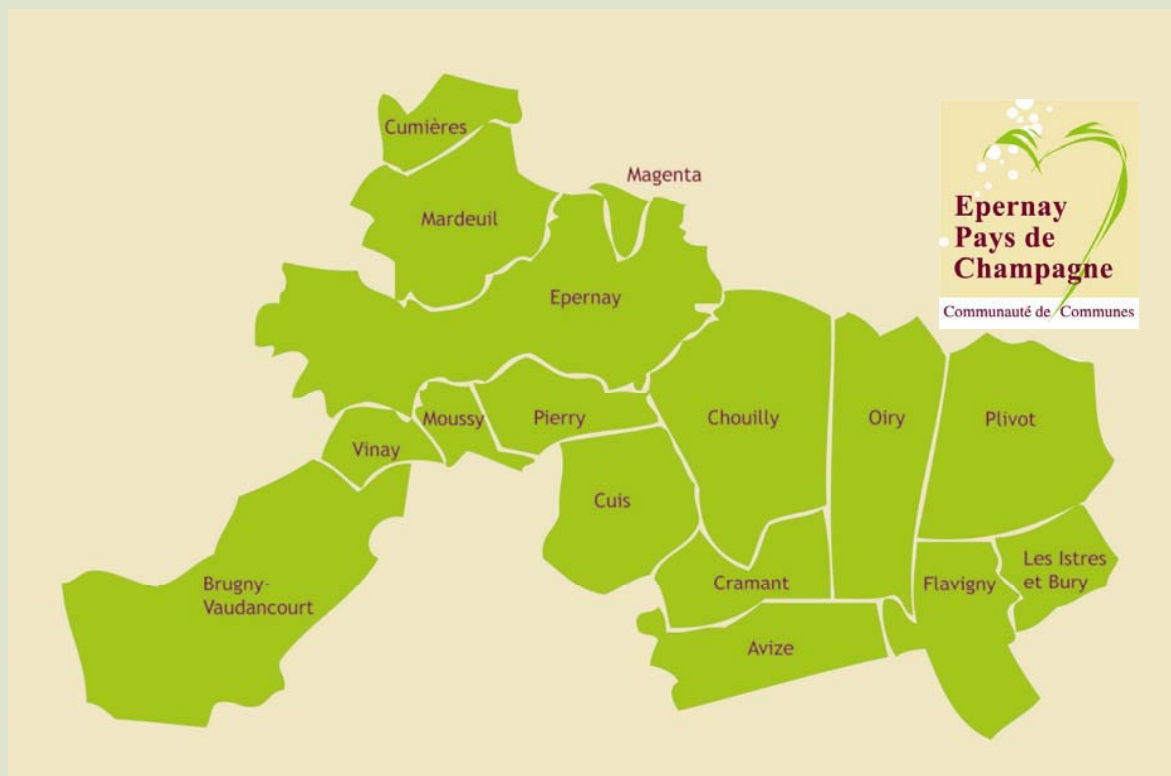 Cumières
Magenta
Mardeuil
Epernay
Pays de
Champagne
Communauté de Communes
Epernay
Moussy
Pierry
Chouilly
Oiry
Plivot
Vinay
Cuis
Les Istres
et Bury
Brugny-
Vaudancourt
Cramant
Flavigny
Avize